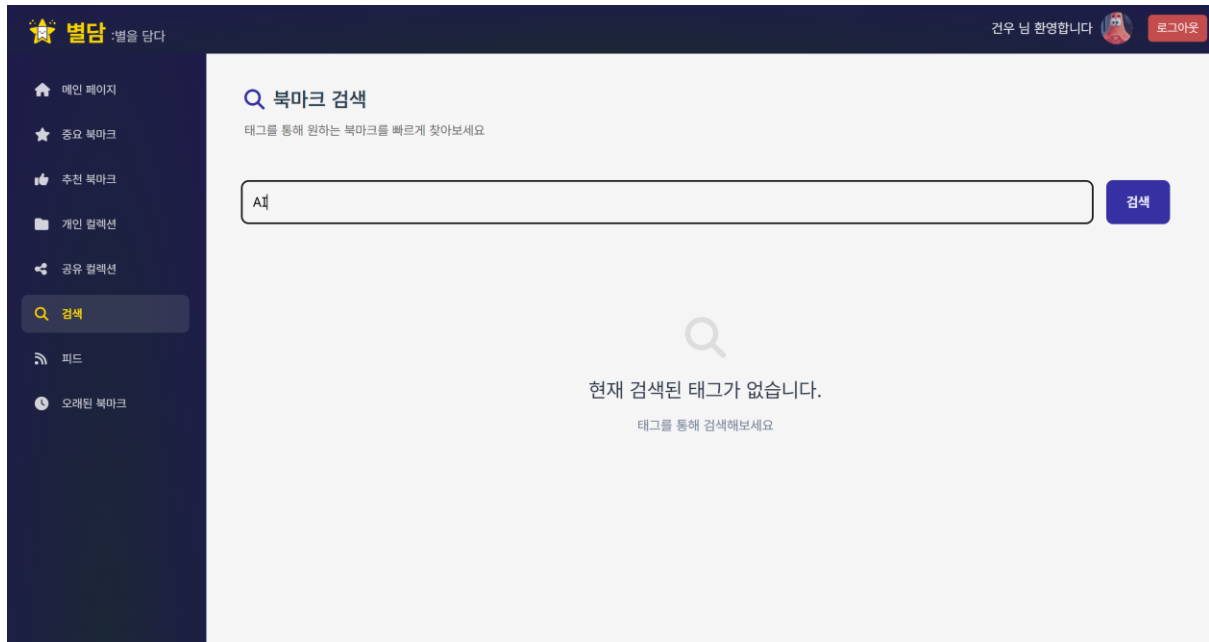 별담 :별을 담다
건우 님 환영합니다
로그아웃
메인 페이지
중요 북마크
추천 북마크
개인 컬렉션
공유 컬렉션
검색
피드
오래된 북마크
북마크 검색
태그를 통해 원하는 북마크를 빠르게 찾아보세요
AI
검색
현재 검색된 태그가 없습니다.
태그를 통해 검색해보세요